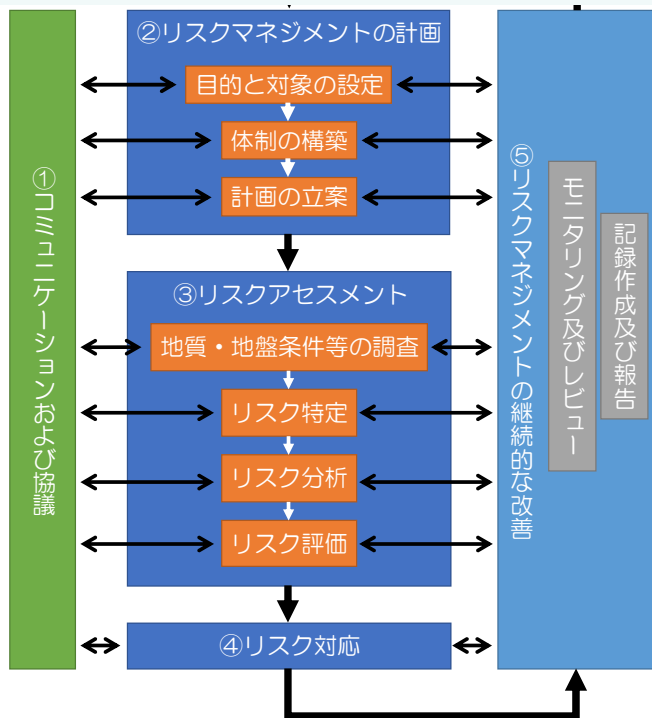 ①コミュニケーションおよび協議
②リスクマネジメントの計画
目的と対象の設定
体制の構築
計画の立案
③リスクアセスメント
地質・地盤条件等の調査
リスク特定
リスク分析
リスク評価
④リスク対応
⑤リスクマネジメントの継続的な改善
モニタリング及びレビュー
記録作成及び報告